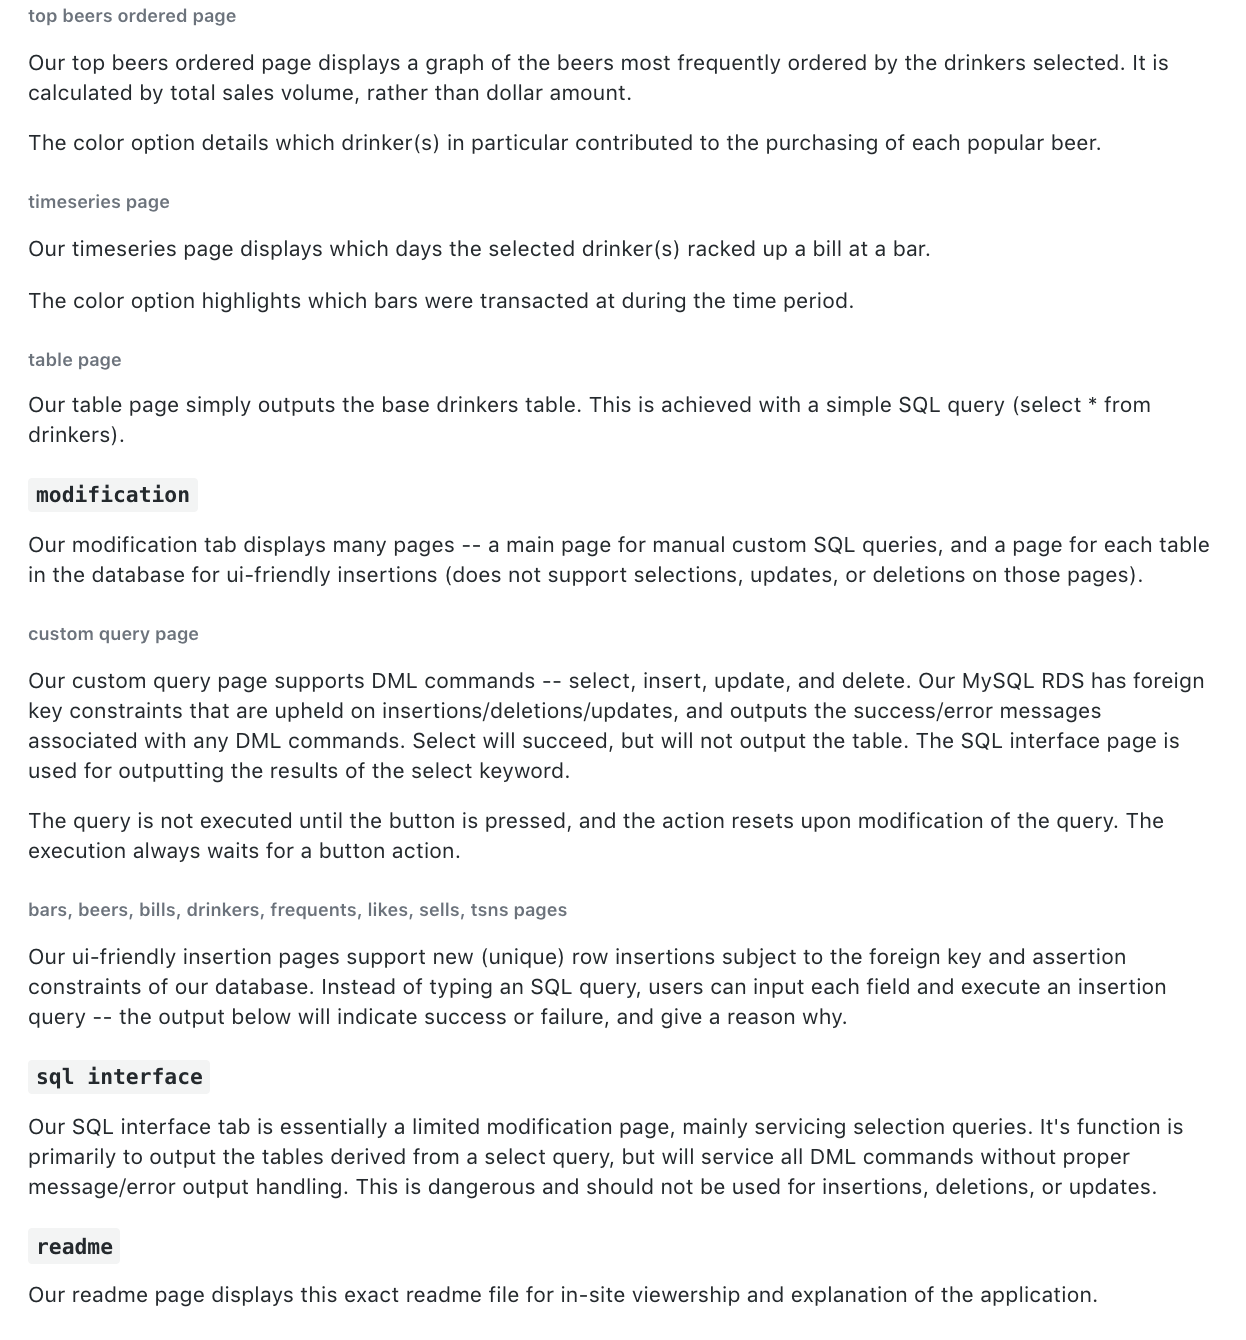 top beers ordered page
Our top beers ordered page displays a graph of the beers most frequently ordered by the drinkers selected. It is
calculated by total sales volume, rather than dollar amount.
The color option details which drinker(s) in particular contributed to the purchasing of each popular beer.
timeseries page
Our timeseries page displays which days the selected drinker(s) racked up a bill at a bar.
The color option highlights which bars were transacted at during the time period.
table page
Our table page simply outputs the base drinkers table. This is achieved with a simple SQL query (select * from
drinkers).
modification
Our modification tab displays many pages -- a main page for manual custom SQL queries, and a page for each table
in the database for ui-friendly insertions (does not support selections, updates, or deletions on those pages).
custom query page
Our custom query page supports DML commands -- select, insert, update, and delete. Our MySQL RDS has foreign
key constraints that are upheld on insertions/deletions/updates, and outputs the success/error messages
associated with any DML commands. Select will succeed, but will not output the table. The SQL interface page is
used for outputting the results of the select keyword.
The query is not executed until the button is pressed, and the action resets upon modification of the query. The
execution always waits for a button action.
bars, beers, bills, drinkers, frequents, likes, sells, tsns pages
Our ui-friendly insertion pages support new (unique) row insertions subject to the foreign key and assertion
constraints of our database. Instead of typing an SQL query, users can input each field and execute an insertion
query -- the output below will indicate success or failure, and give a reason why.
sql interface
Our SQL interface tab is essentially a limited modification page, mainly servicing selection queries. It's function is
primarily to output the tables derived from a select query, but will service all DML commands without proper
message/error output handling. This is dangerous and should not be used for insertions, deletions, or updates.
readme
Our readme page displays this exact readme file for in-site viewership and explanation of the application.